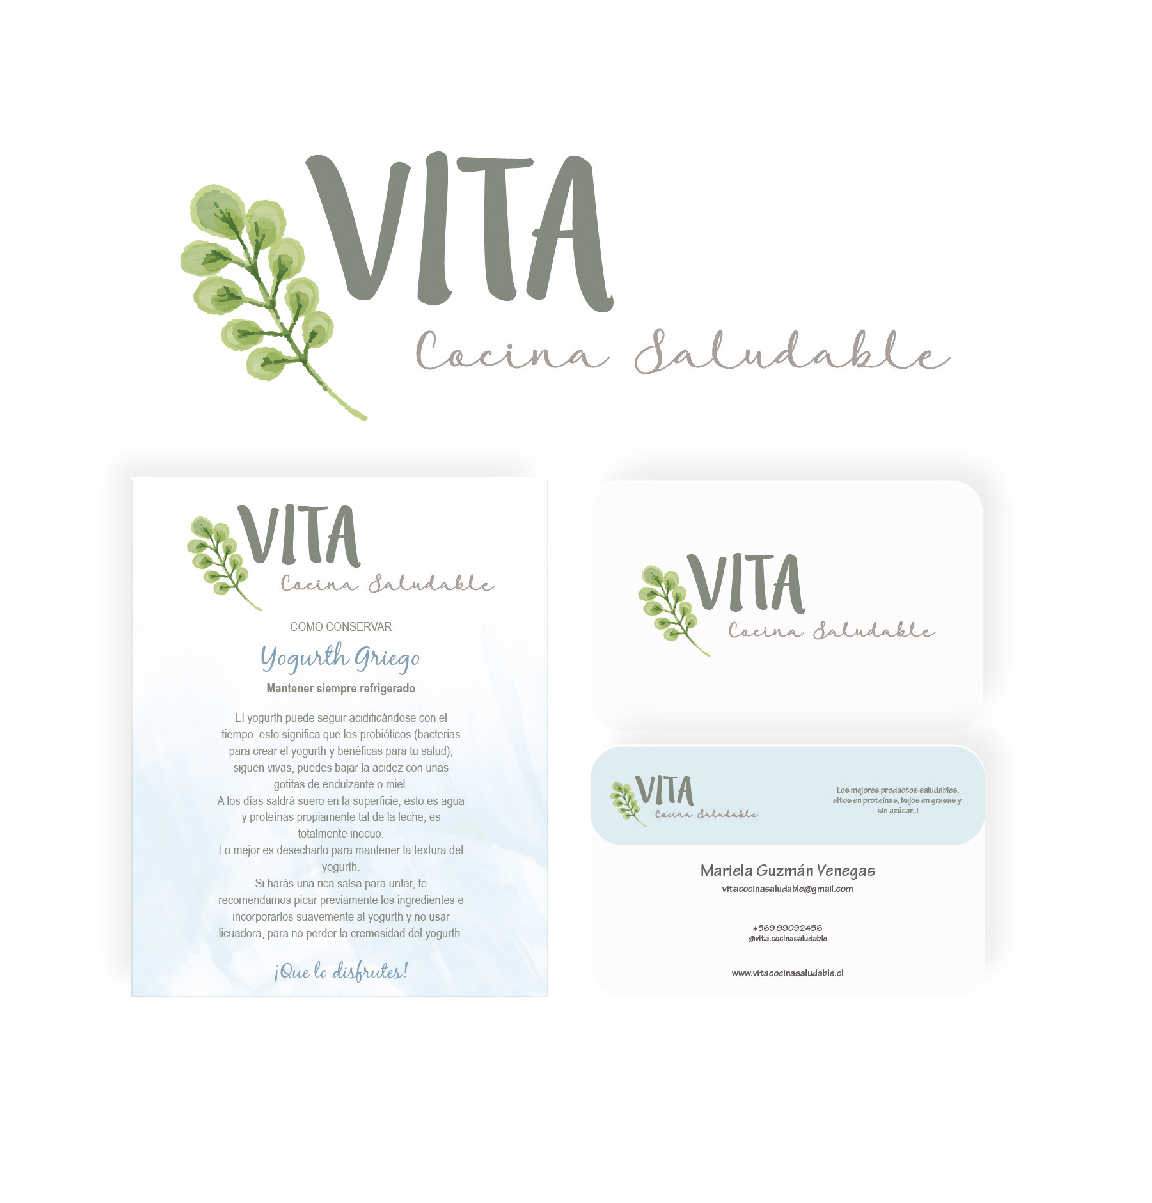 VITA
Cocina Saludable
VITA
Cocina Saludable
COMO CONSERVAR
Yogurth Griego
Mantener siempre refrigerado
El yogurth puede seguir acidificándose con el
tiempo, esto significa que los probióticos (bacterias
para crear el yogurth y benéficas para tu salud),
siguen vivas, puedes bajar la acidez con unas
gotitas de endulzante o miel
A los días saldrá suero en la superficie, esto es agua
y proteínas propiamente tal de la leche, es
totalmente inocuo.
Lo mejor es desecharlo para mantener la textura del
yogurth.
Si harás una rica salsa para untar, te
recomendamos picar previamente los ingredientes e
incorporarlos suavemente al yogurth y no usar
licuadora, para no perder la cremosidad del yogurth
¡Que lo disfrutes!
VITA
Cocina Saludable
VITA
Cocina Saludable
Los mejores productos saludables,
altos en proteínas, bajos en grasas y
sin azúcar.!
Mariela Guzmán Venegas
vitacocinasaludable@gmail.com
+569 99092456
@vita.cocinasaludable
www.vitacocinasaludable.cl